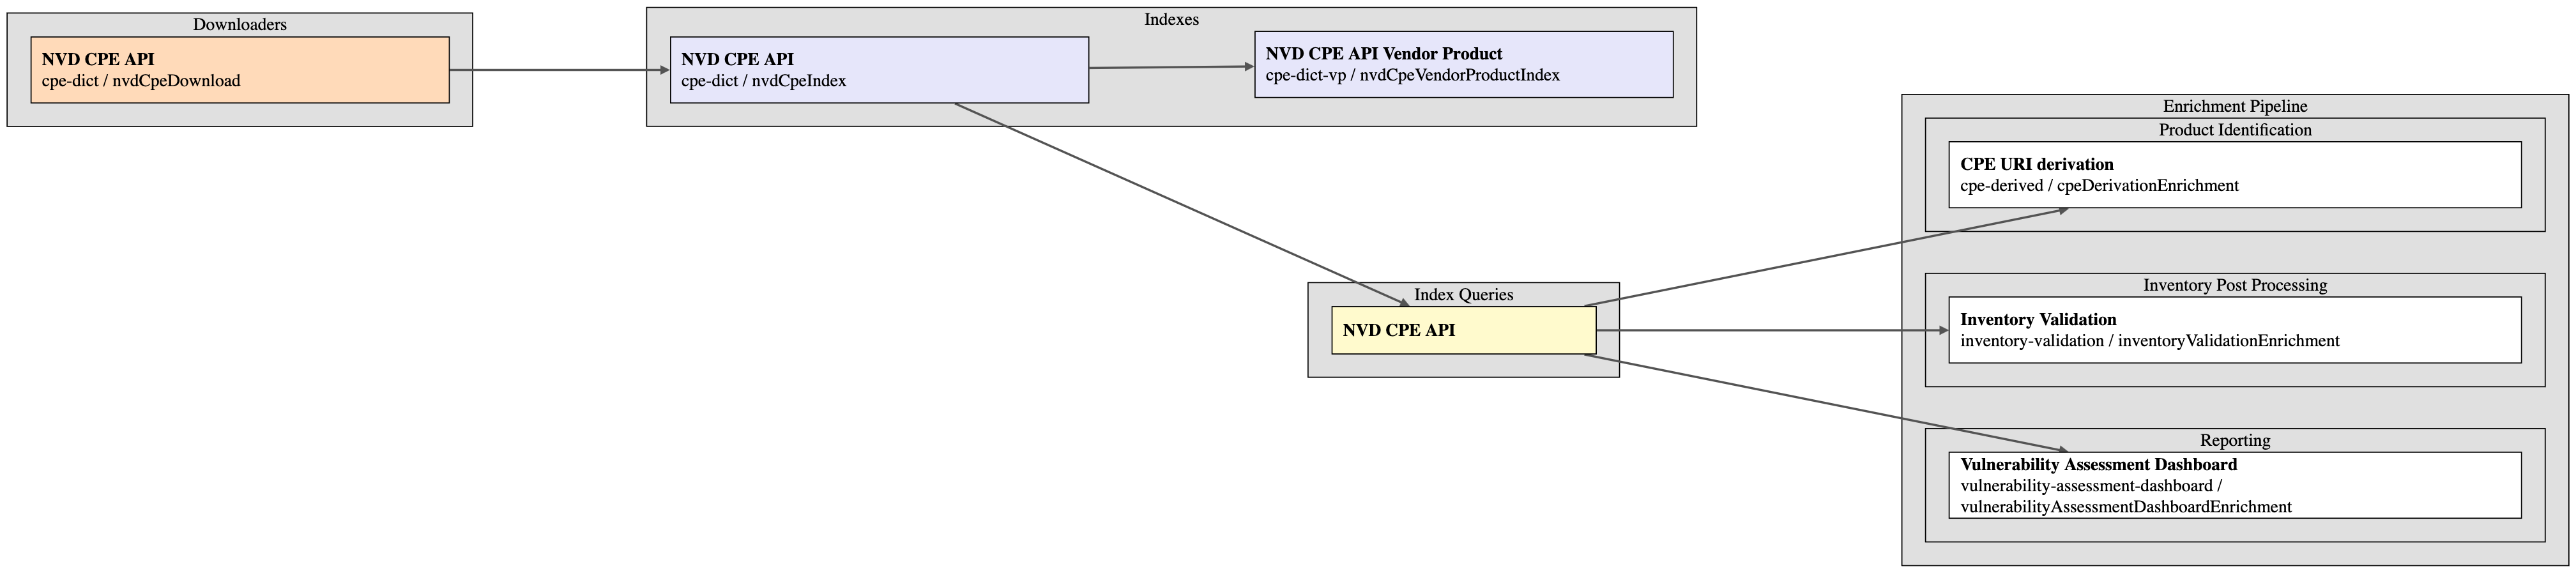 Downloaders
NVD CPE API
cpe-dict / nvdCpeDownload
Indexes
NVD CPE API
cpe-dict / nvdCpeIndex
NVD CPE API Vendor Product
cpe-dict-vp / nvdCpeVendorProductIndex
Index Queries
NVD CPE API
Enrichment Pipeline
Product Identification
CPE URI derivation
cpe-derived / cpeDerivationEnrichment
Inventory Post Processing
Inventory Validation
inventory-validation / inventoryValidationEnrichment
Reporting
Vulnerability Assessment Dashboard
vulnerability-assessment-dashboard /
vulnerabilityAssessmentDashboardEnrichment